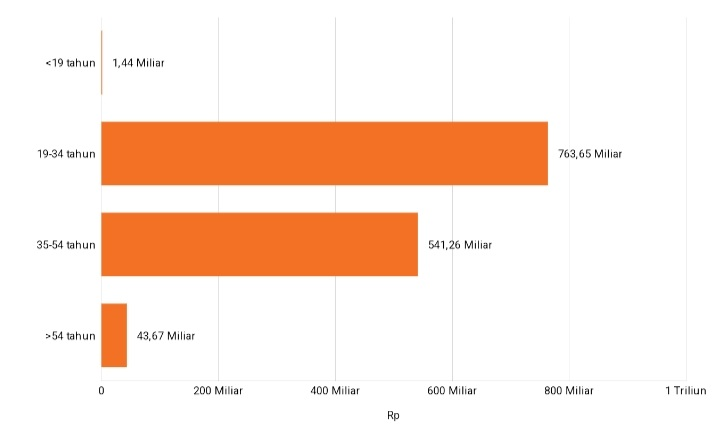 <19 tahun 1,44 Miliar
19-34 tahun 763,65 Miliar
35-54 tahun 541,26 Miliar
>54 tahun 43,67 Miliar
0 200 Miliar 400 Miliar 600 Miliar 800 Miliar 1 Triliun
Rp